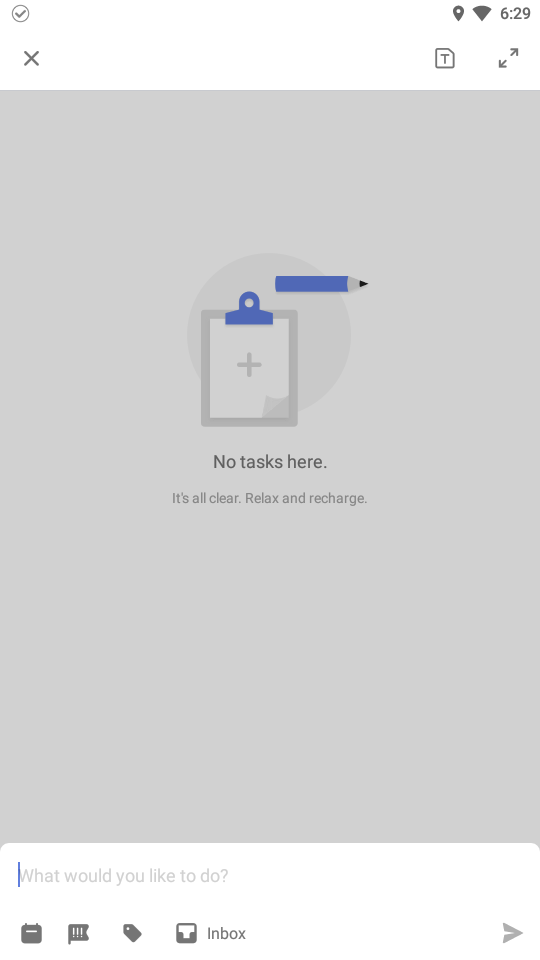 6:29
No tasks here.
It's all clear. Relax and recharge.
What would you like to do?
Inbox